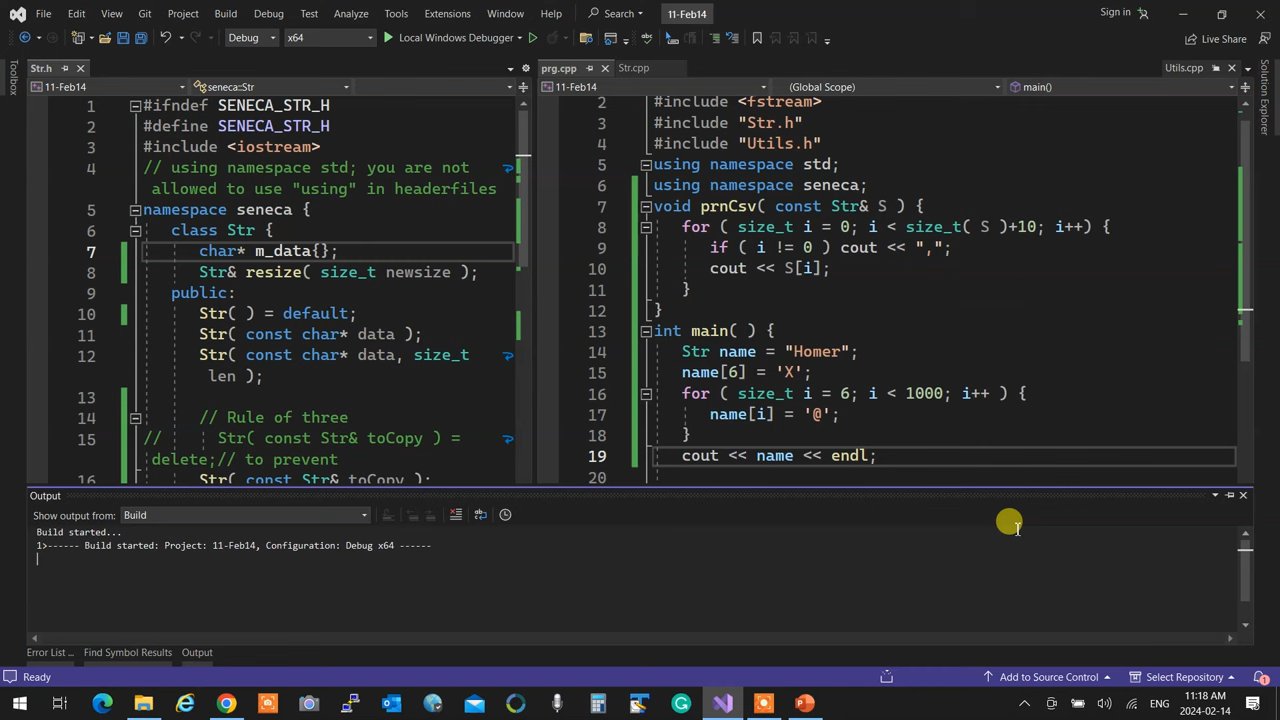 File Edit View Git Project Build Debug Test Analyze Tools Extensions Window Help Search 11-Feb14 Sign in
Debug x64 Local Windows Debugger Live Share
Toolbox
Str.h
11-Feb14 seneca::Str
1 #ifndef SENECA_STR_H
2 #define SENECA_STR_H
3 #include <iostream>
4 // using namespace std; you are not
allowed to use "using" in headerfiles
5 namespace seneca {
6 class Str {
7 char* m_data{};
8 Str& resize( size_t newsize );
9 public:
10 Str( ) = default;
11 Str( const char* data );
12 Str( const char* data, size_t
len );
13
14 // Rule of three
15 // Str( const Str& toCopy ) =
delete;// to prevent
16 Str( const Str& toCopy );
prg.cpp Str.cpp Utils.cpp
11-Feb14 (Global Scope) main()
2 #include <fstream>
3 #include "Str.h"
4 #include "Utils.h"
5 using namespace std;
6 using namespace seneca;
7 void prnCsv( const Str& S ) {
8 for ( size_t i = 0; i < size_t( S )+10; i++) {
9 if ( i != 0 ) cout << ",";
10 cout << S[i];
11 }
12 }
13 int main( ) {
14 Str name = "Homer";
15 name[6] = 'X';
16 for ( size_t i = 6; i < 1000; i++ ) {
17 name[i] = '@';
18 }
19 cout << name << endl;
20
Solution Explorer
Output
Show output from: Build
Build started...
1>------ Build started: Project: 11-Feb14, Configuration: Debug x64 ------
Error List ... Find Symbol Results Output
Ready Add to Source Control Select Repository 1
ENG 11:18 AM
2024-02-14